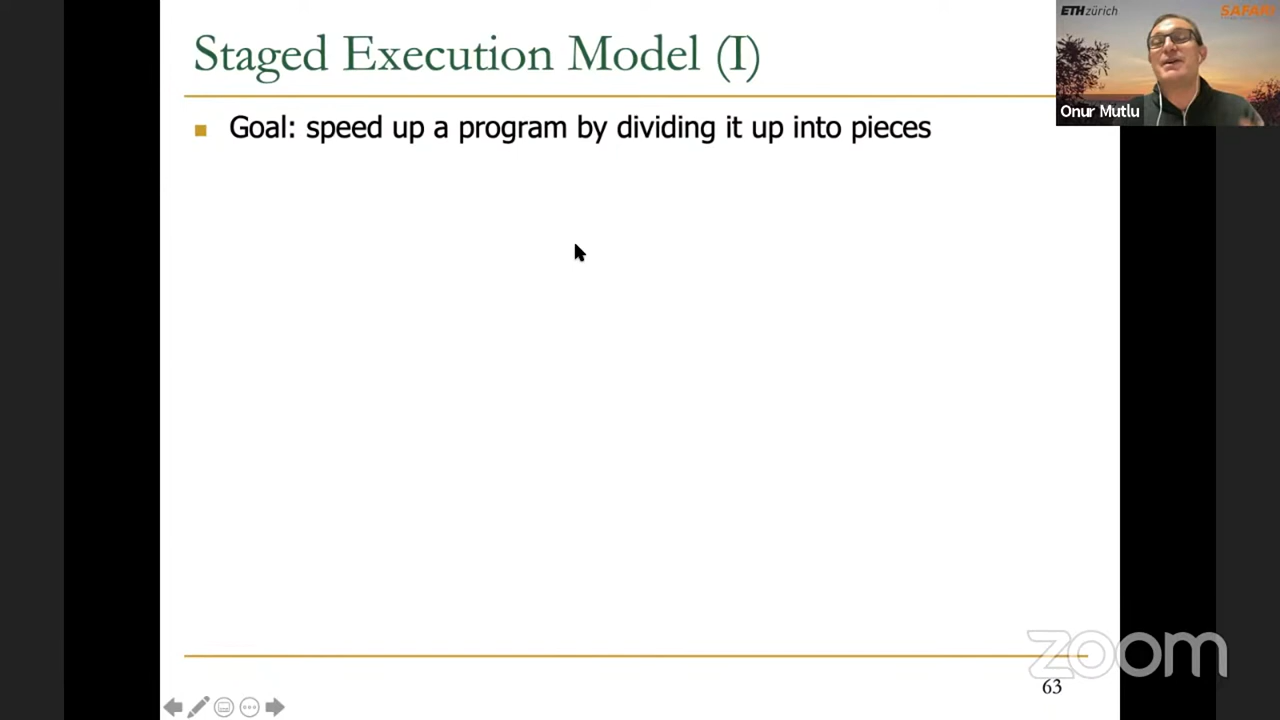 Staged Execution Model (I)
ETH zürich
SAFARI
Onur Mutlu
Goal: speed up a program by dividing it up into pieces
zoom
63